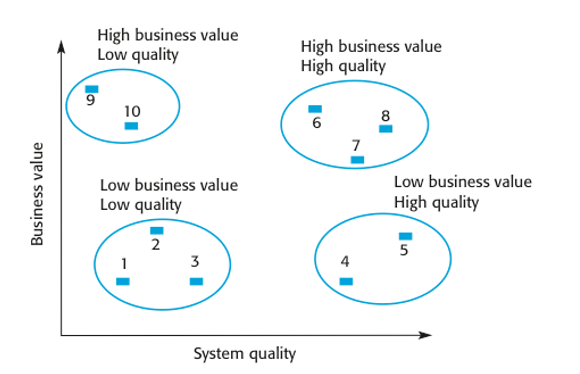 High business value
Low quality
High business value
High quality
9
10
6
8
7
Low business value
Low quality
Low business value
High quality
2
1
3
4
5
Business value
System quality